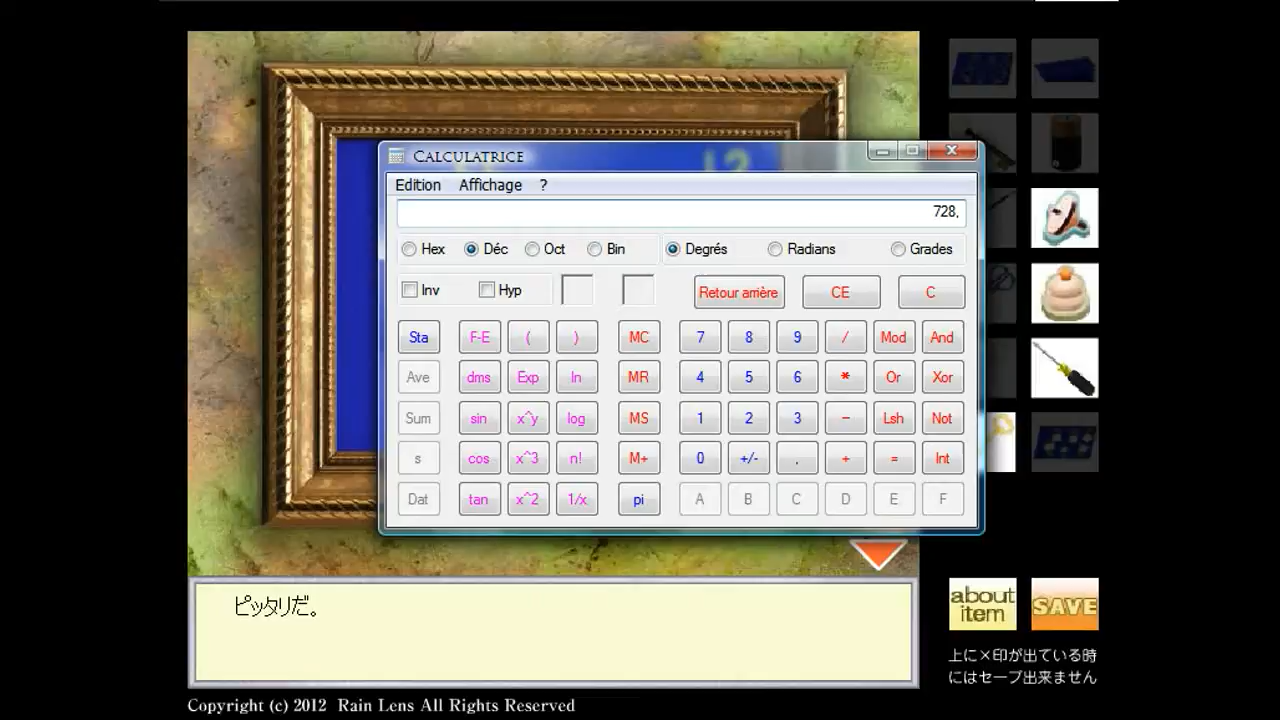 CALCULATRICE
Edition Affichage ?
728,
Hex Déc Oct Bin Degrés Radians Grades
Inv Hyp Retour arrière CE C
Sta F-E ( ) MC 7 8 9 / Mod And
Ave dms Exp ln MR 4 5 6 * Or Xor
Sum sin x^y log MS 1 2 3 - Lsh Not
s cos x^3 n! M+ 0 +/- , + = Int
Dat tan x^2 1/x pi A B C D E F
ピッタリだ。
about
item
SAVE
上に×印が出ている時
にはセーブ出来ません
Copyright (c) 2012 Rain Lens All Rights Reserved